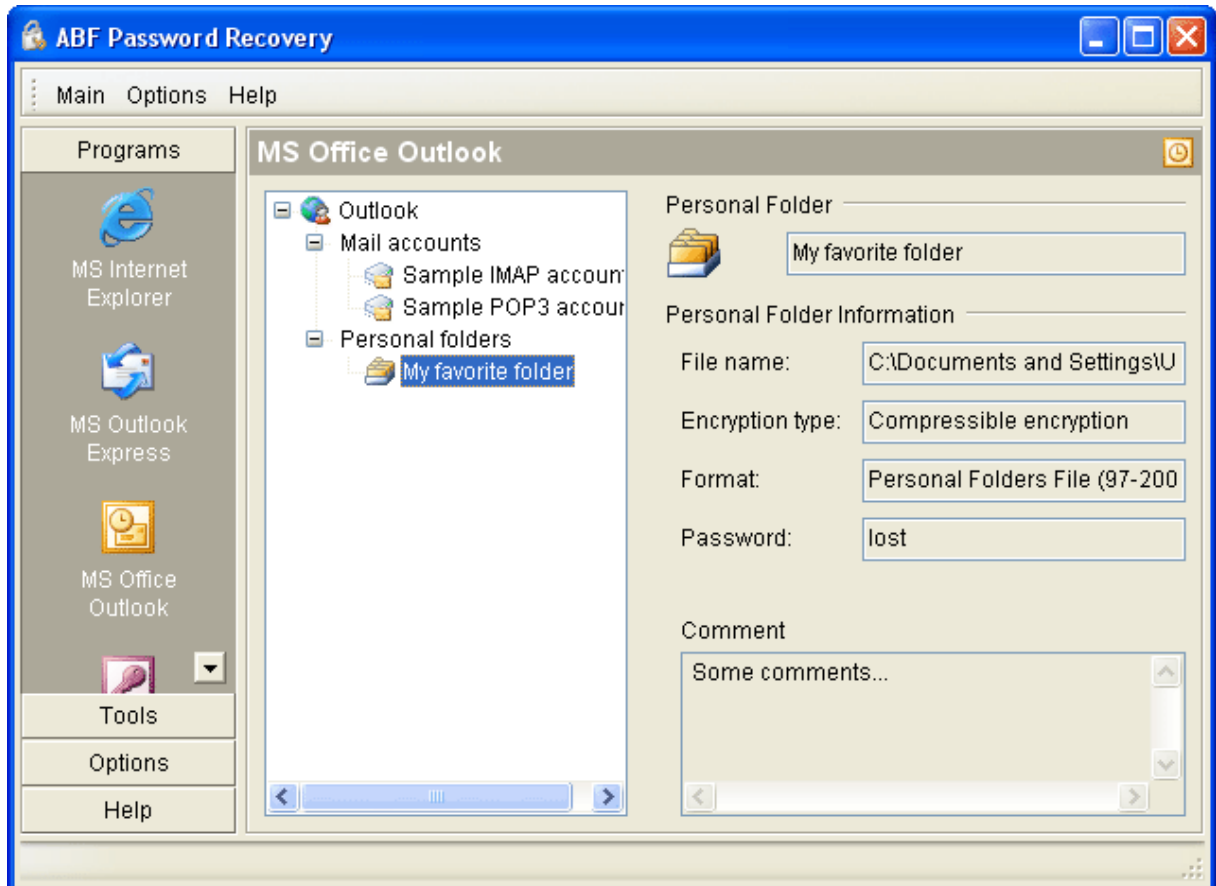 ABF Password Recovery
Main Options Help
Programs
MS Internet
Explorer
MS Outlook
Express
MS Office
Outlook
Tools
Options
Help
MS Office Outlook
Outlook
Mail accounts
Sample IMAP accoun
Sample POP3 accour
Personal folders
My favorite folder
Personal Folder
My favorite folder
Personal Folder Information
File name: C:\Documents and Settings\U
Encryption type: Compressible encryption
Format: Personal Folders File (97-200
Password: lost
Comment
Some comments...